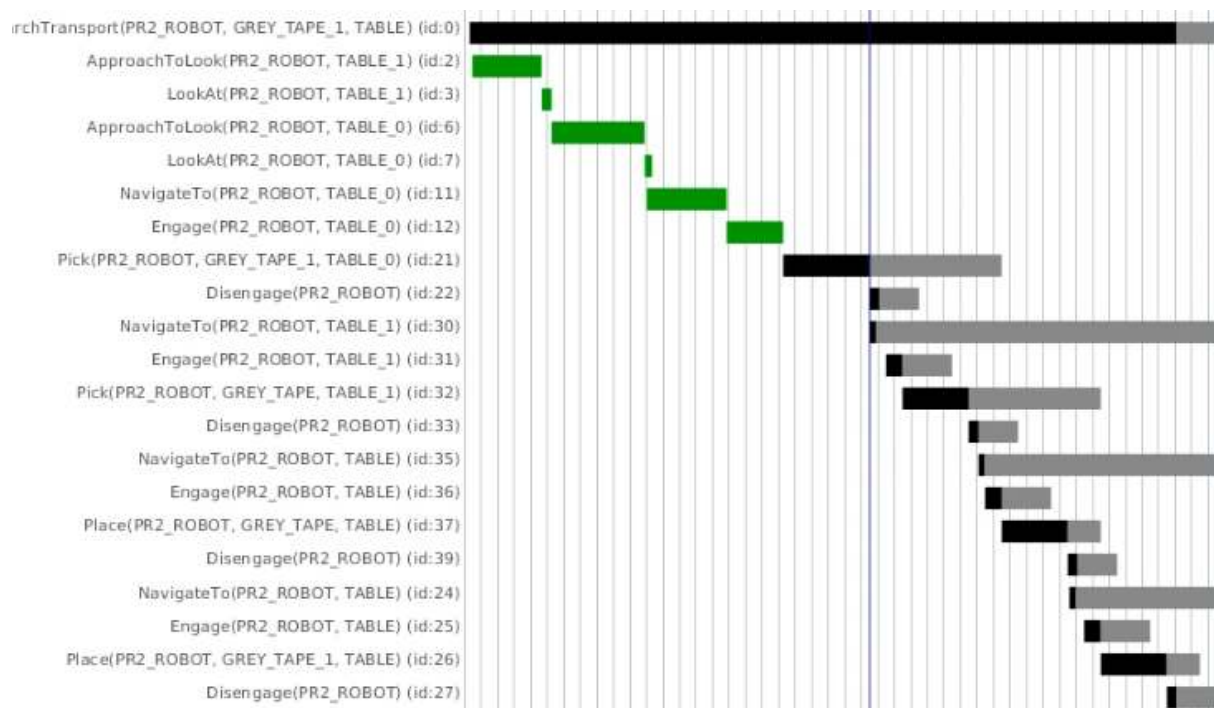 rchTransport(PR2_ROBOT, GREY_TAPE_1, TABLE) (id:0)
ApproachToLook(PR2_ROBOT, TABLE_1) (id:2)
LookAt(PR2_ROBOT, TABLE_1) (id:3)
ApproachToLook(PR2_ROBOT, TABLE_0) (id:6)
LookAt(PR2_ROBOT, TABLE_0) (id:7)
NavigateTo(PR2_ROBOT, TABLE_0) (id:11)
Engage(PR2_ROBOT, TABLE_0) (id:12)
Pick(PR2_ROBOT, GREY_TAPE_1, TABLE_0) (id:21)
Disengage(PR2_ROBOT) (id:22)
NavigateTo(PR2_ROBOT, TABLE_1) (id:30)
Engage(PR2_ROBOT, TABLE_1) (id:31)
Pick(PR2_ROBOT, GREY_TAPE, TABLE_1) (id:32)
Disengage(PR2_ROBOT) (id:33)
NavigateTo(PR2_ROBOT, TABLE) (id:35)
Engage(PR2_ROBOT, TABLE) (id:36)
Place(PR2_ROBOT, GREY_TAPE, TABLE) (id:37)
Disengage(PR2_ROBOT) (id:39)
NavigateTo(PR2_ROBOT, TABLE) (id:24)
Engage(PR2_ROBOT, TABLE) (id:25)
Place(PR2_ROBOT, GREY_TAPE_1, TABLE) (id:26)
Disengage(PR2_ROBOT) (id:27)